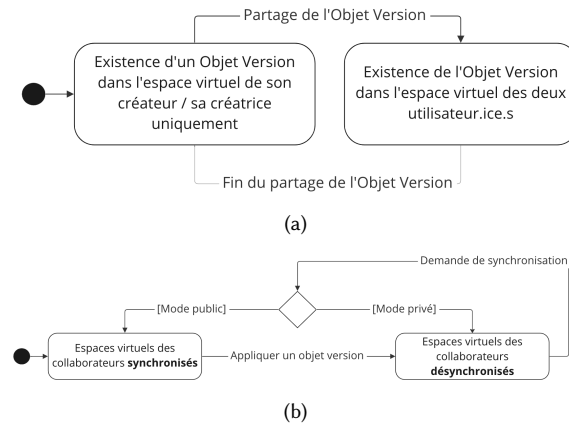 Partage de l'Objet Version
Existence d'un Objet Version
dans l'espace virtuel de son
créateur / sa créatrice
uniquement
Existence de l'Objet Version
dans l'espace virtuel des deux
utilisateur.ice.s
Fin du partage de l'Objet Version
(a)
Demande de synchronisation
[Mode public]
[Mode privé]
Espaces virtuels des
collaborateurs synchronisés
Appliquer un objet version
Espaces virtuels des
collaborateurs
désynchronisés
(b)